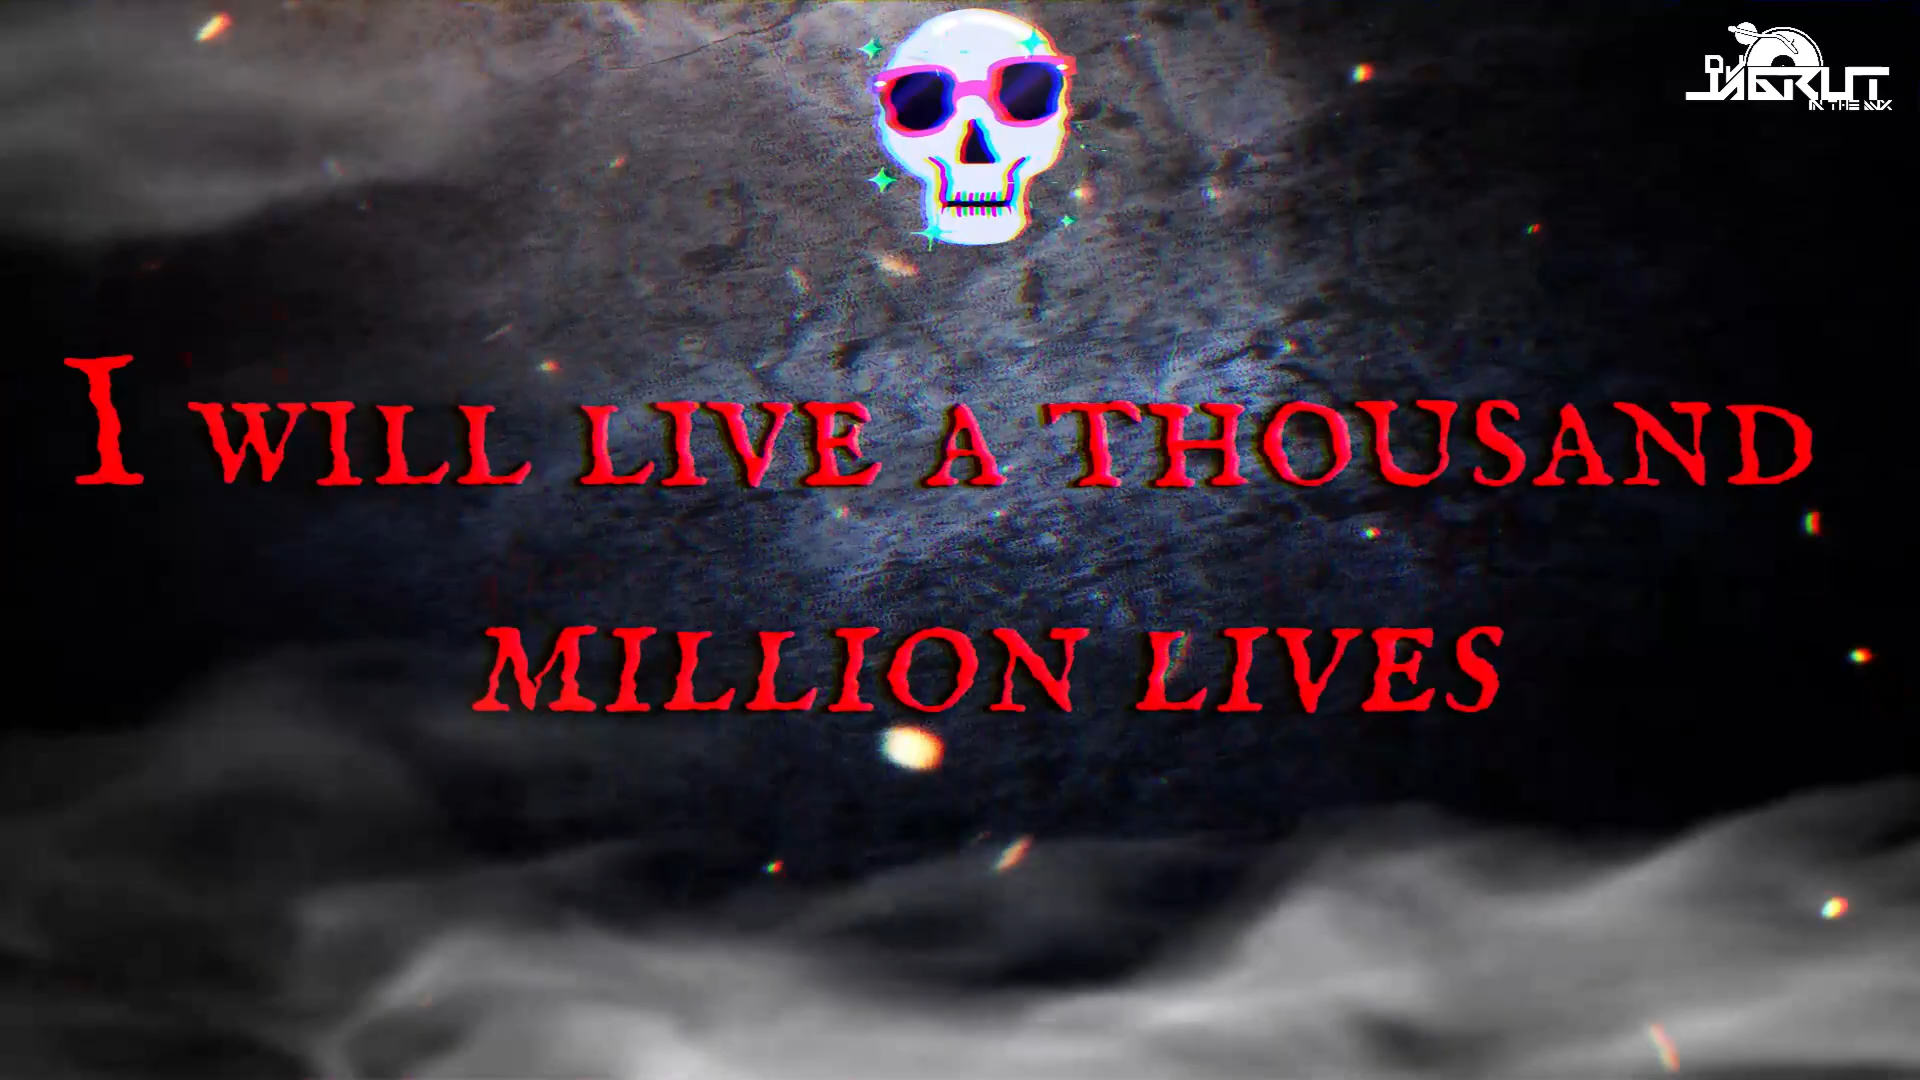 DJ
JAGRUT
IN THE MIX
I WILL LIVE A THOUSAND
MILLION LIVES